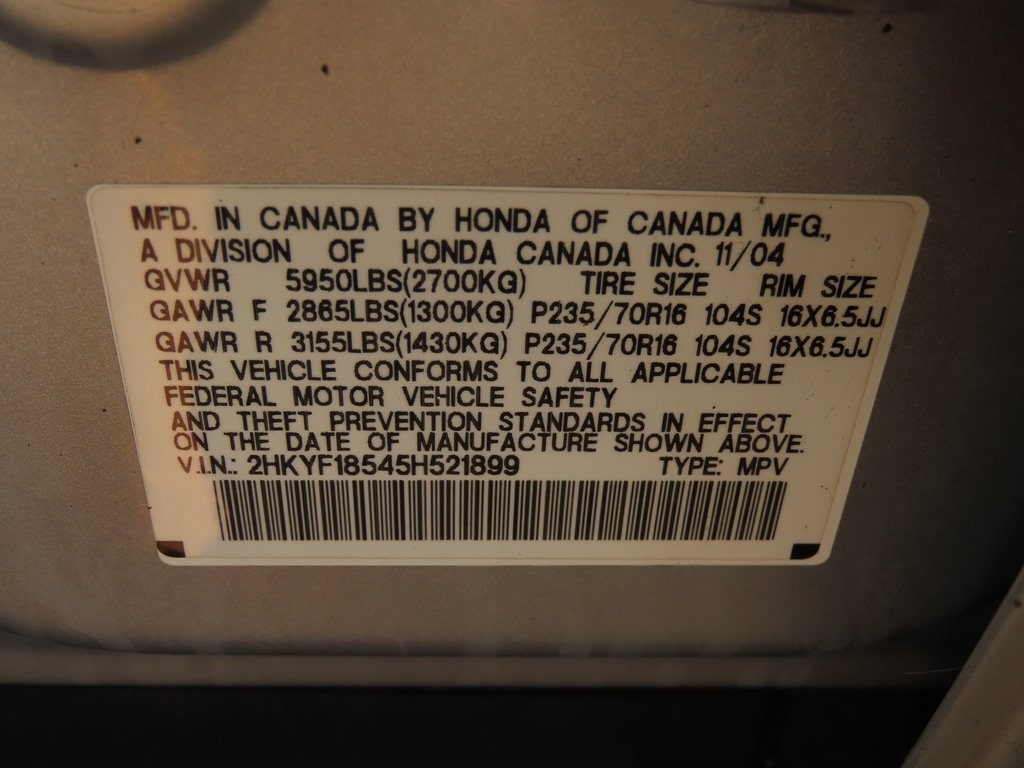 MFD. IN CANADA BY HONDA OF CANADA MFG.,
A DIVISION OF HONDA CANADA INC. 11/04
GVWR 5950LBS(2700KG) TIRE SIZE RIM SIZE
GAWR F 2865LBS(1300KG) P235/70R16 104S 16X6.5JJ
GAWR R 3155LBS(1430KG) P235/70R16 104S 16X6.5JJ
THIS VEHICLE CONFORMS TO ALL APPLICABLE
FEDERAL MOTOR VEHICLE SAFETY
AND THEFT PREVENTION STANDARDS IN EFFECT
ON THE DATE OF MANUFACTURE SHOWN ABOVE.
V.I.N.: 2HKYF18545H521899 TYPE: MPV